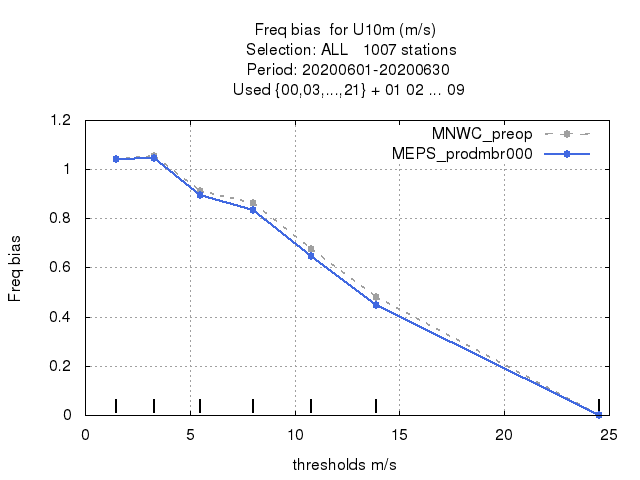 Freq bias  for U10m (m/s)
Selection: ALL   1007 stations
Period: 20200601-20200630
Used {00,03,...,21} + 01 02 ... 09
MNWC_preop
MEPS_prodmbr000
Freq bias
1.2
1
0.8
0.6
0.4
0.2
0
0 5 10 15 20 25
thresholds m/s